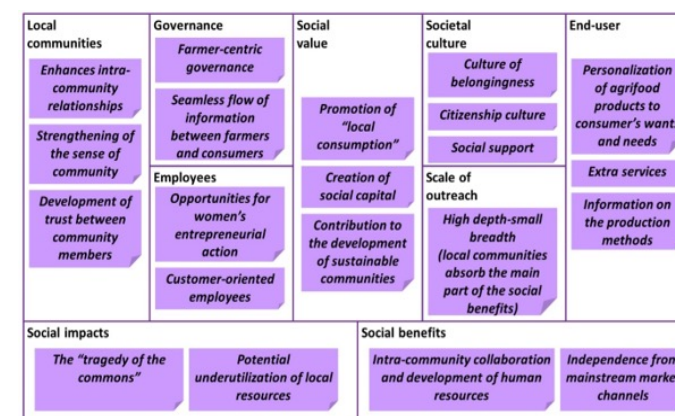 Local
communities
Enhances intra-
community
relationships
Strengthening of
the sense of
community
Development of
trust between
community
members
Governance
Farmer-centric
governance
Seamless flow of
information
between farmers
and consumers
Employees
Opportunities for
women's
entrepreneurial
action
Customer-oriented
employees
Social
value
Promotion of
"local
consumption"
Creation of
social capital
Contribution to
the development
of sustainable
communities
Societal
culture
Culture of
belongingness
Citizenship culture
Social support
Scale of
outreach
High depth-small
breadth
(local communities
absorb the main
part of the social
benefits)
End-user
Personalization
of agrifood
products to
consumer's want
and needs
Extra services
Information on
the production
methods
Social impacts
The "tragedy of the
commons"
Potential
underutilization of local
resources
Social benefits
Intra-community collaboration
and development of human
resources
Independence from
mainstream marke
channels